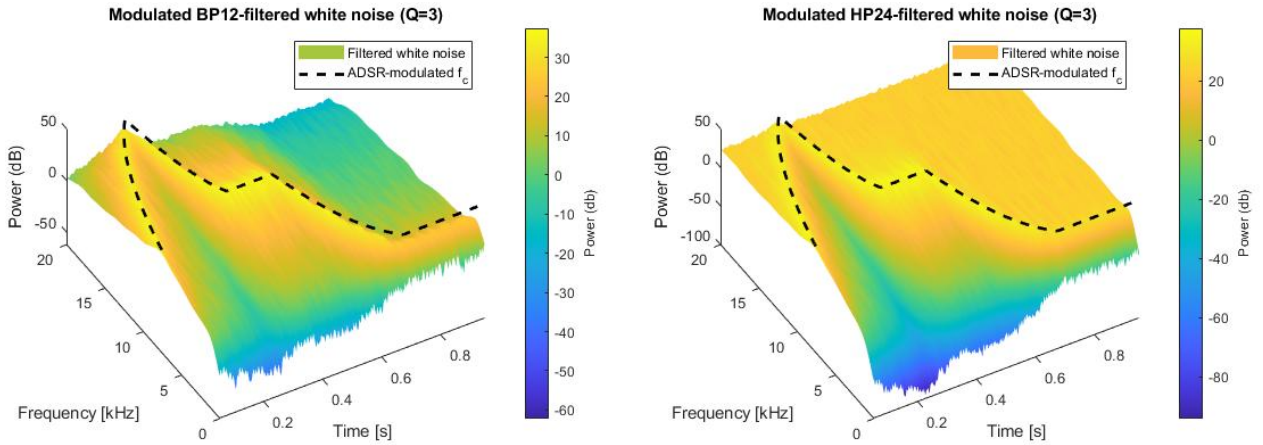 Modulated BP12-filtered white noise (Q=3)
Filtered white noise
ADSR-modulated f_c
50
0
-50
Power (dB)
20
15
10
5
0
Frequency [kHz]
0.2
0.4
0.6
0.8
Time [s]
30
20
10
0
-10
-20
-30
-40
-50
-60
Power (db)
Modulated HP24-filtered white noise (Q=3)
Filtered white noise
ADSR-modulated f_c
50
0
-50
-100
Power (dB)
20
15
10
5
0
Frequency [kHz]
0.2
0.4
0.6
0.8
Time [s]
20
0
-20
-40
-60
-80
Power (db)